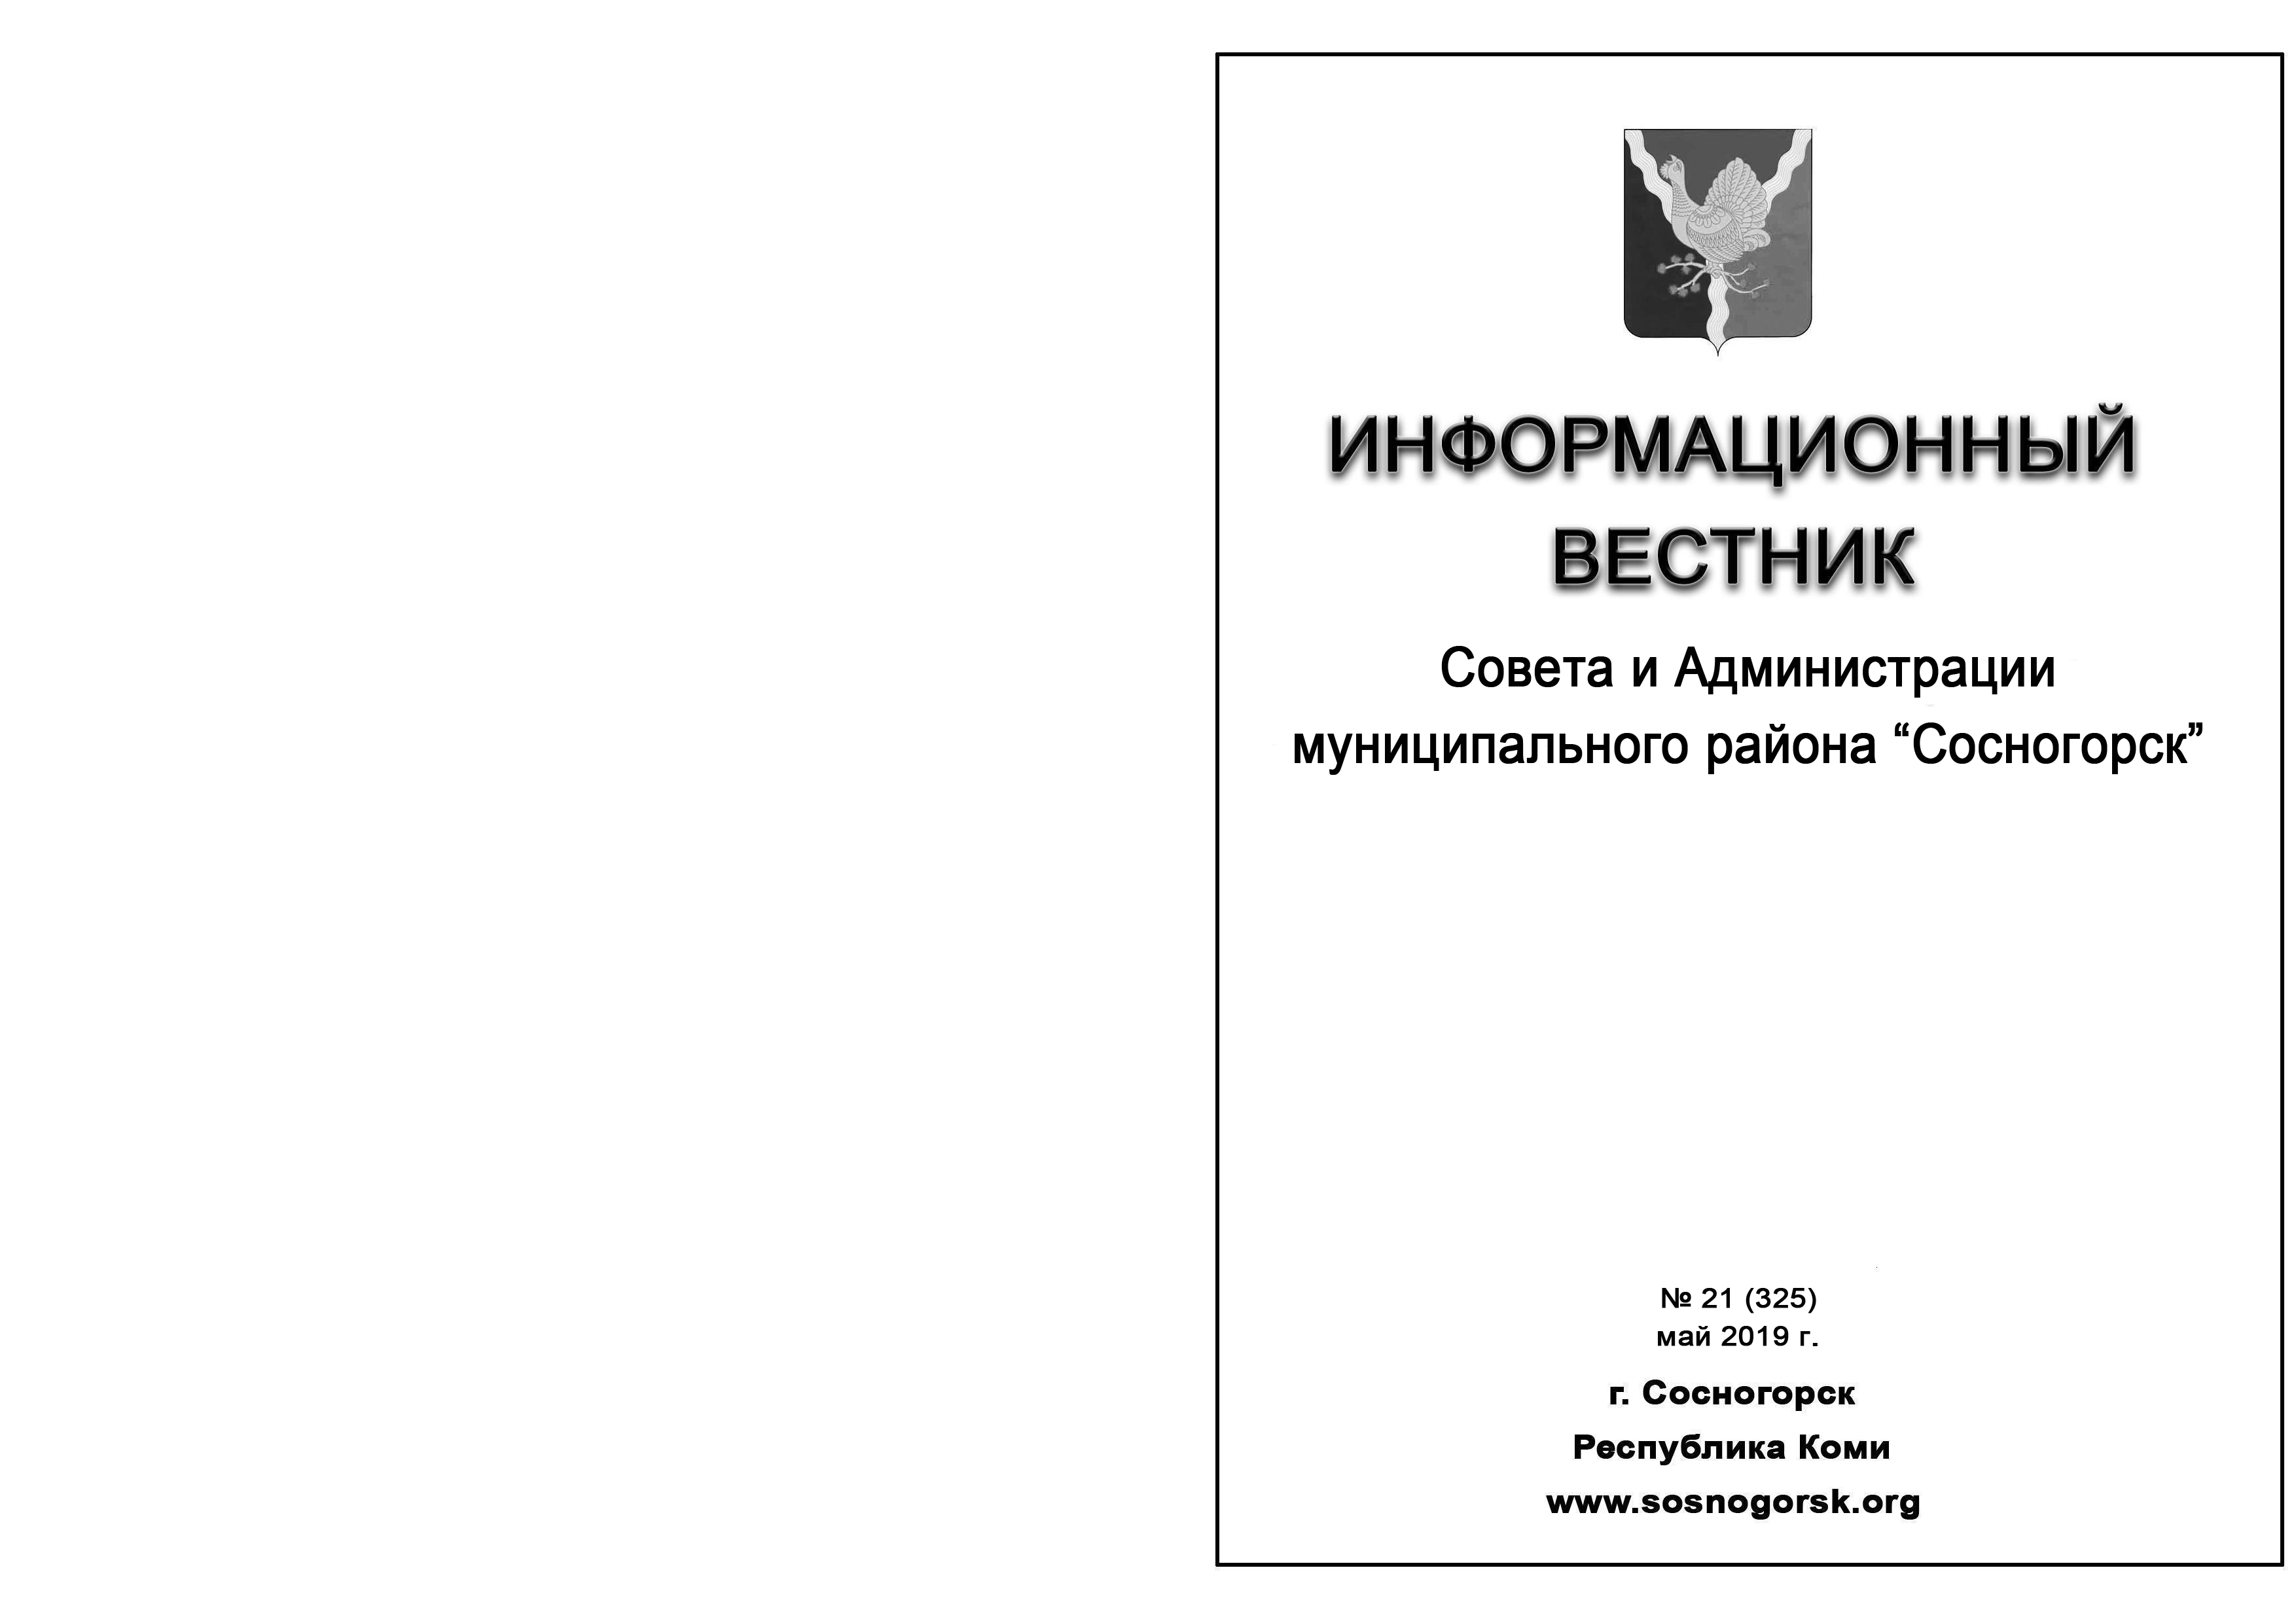 ИНФОРМАЦИОННЫЙ
ВЕСТНИК
Совета и Администрации
муниципального района “Сосногорск”
№ 21 (325)
май 2019 г.
г. Сосногорск
Республика Коми
www.sosnogorsk.org